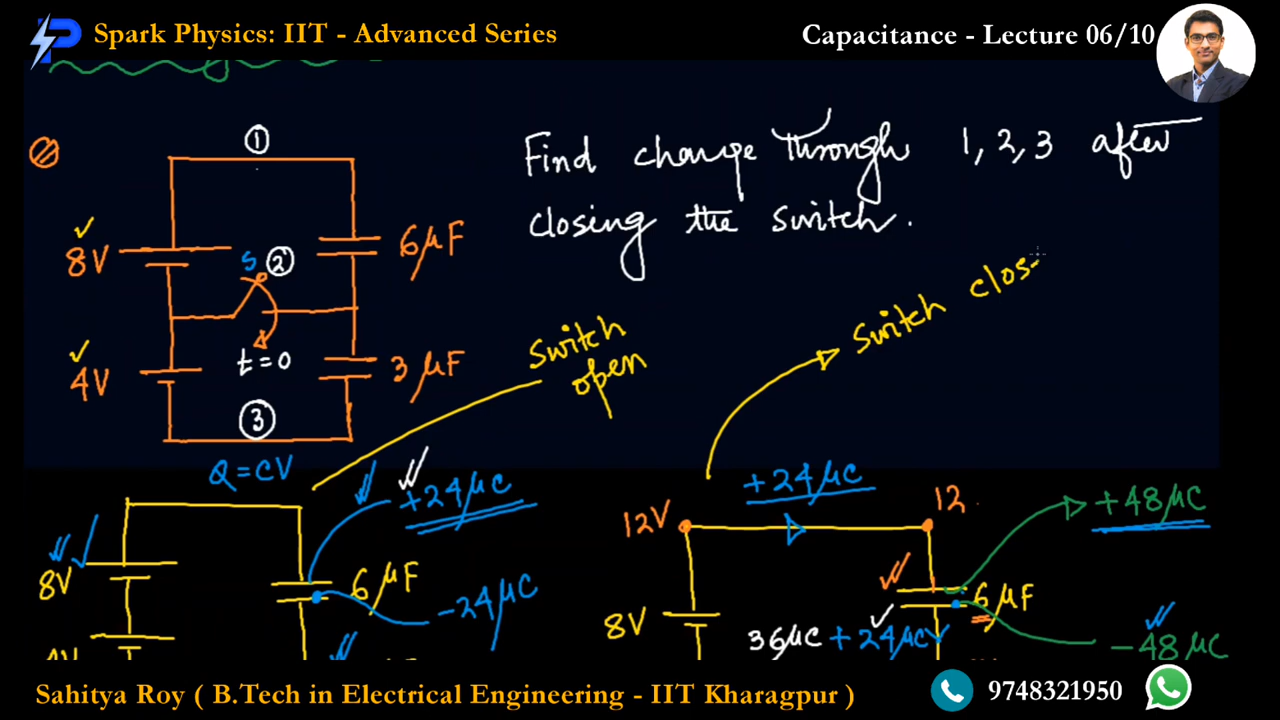 Spark Physics: IIT - Advanced Series
Capacitance - Lecture 06/10
①
Find charge through 1, 2, 3 after
closing the switch.
8V
S ②
6μF
4V
t=0
3 μF
③
Switch
open
Switch clos-
Q=CV
+24μC
+24μC
+48μC
12V
12
8V
6μF
-24μC
8V
6μF
36μC +24μC
-48μC
Sahitya Roy ( B.Tech in Electrical Engineering - IIT Kharagpur )
9748321950